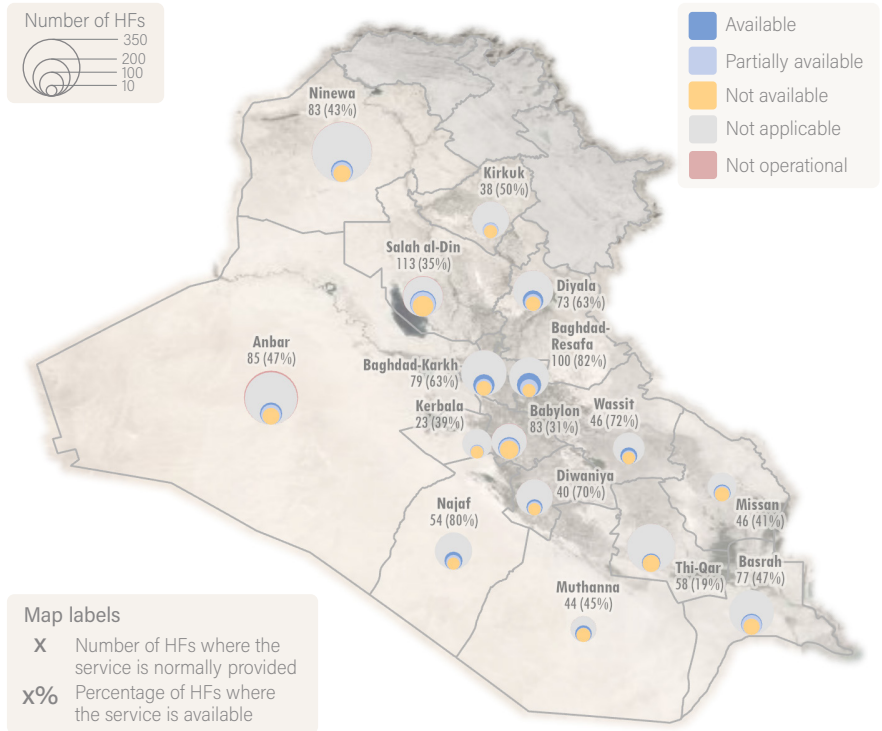 Number of HFs
350
200
100
10
Available
Partially available
Not available
Not applicable
Not operational
Ninewa
83 (43%)
Kirkuk
38 (50%)
Salah al-Din
113 (35%)
Diyala
73 (63%)
Baghdad-
Resafa
100 (82%)
Anbar
85 (47%)
Baghdad-Karkh
79 (63%)
Kerbala
23 (39%)
Babylon
83 (31%)
Wassit
46 (72%)
Diwaniya
40 (70%)
Najaf
54 (80%)
Missan
46 (41%)
Thi-Qar
58 (19%)
Basrah
77 (47%)
Muthanna
44 (45%)
Map labels
X Number of HFs where the
service is normally provided
x% Percentage of HFs where
the service is available